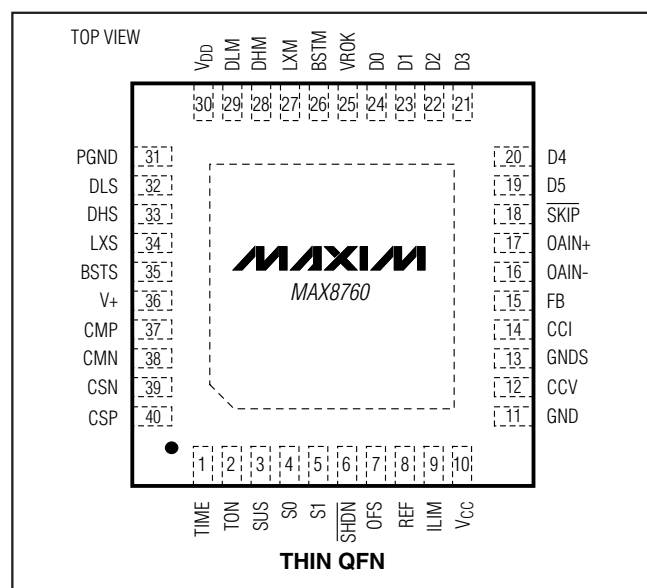 TOP VIEW
VDD DLM DHM LXM BSTM VROK D0 D1 D2 D3
30 29 28 27 26 25 24 23 22 21
PGND 31 20 D4
DLS 32 19 D5
DHS 33 18 SKIP
LXS 34 17 OAIN+
BSTS 35 16 OAIN-
V+ 36 15 FB
CMP 37 14 CCI
CMN 38 13 GNDS
CSN 39 12 CCV
CSP 40 11 GND
MAXIM
MAX8760
1 2 3 4 5 6 7 8 9 10
TIME TON SUS S0 S1 SHDN OFS REF ILIM VCC
THIN QFN